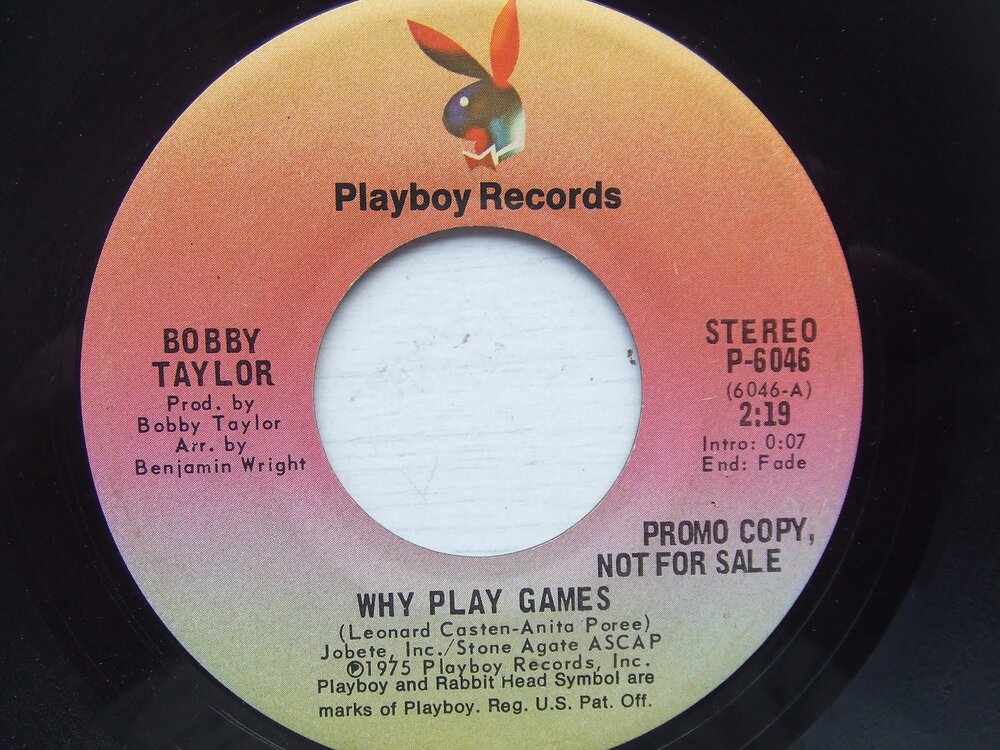 Playboy Records
BOBBY
TAYLOR
Prod. by
Bobby Taylor
Arr. by
Benjamin Wright
STEREO
P-6046
(6046-A)
2:19
Intro: 0:07
End: Fade
PROMO COPY,
NOT FOR SALE
WHY PLAY GAMES
(Leonard Casten-Anita Poree)
Jobete, Inc./Stone Agate ASCAP
℗1975 Playboy Records, Inc.
Playboy and Rabbit Head Symbol are
marks of Playboy. Reg. U.S. Pat. Off.